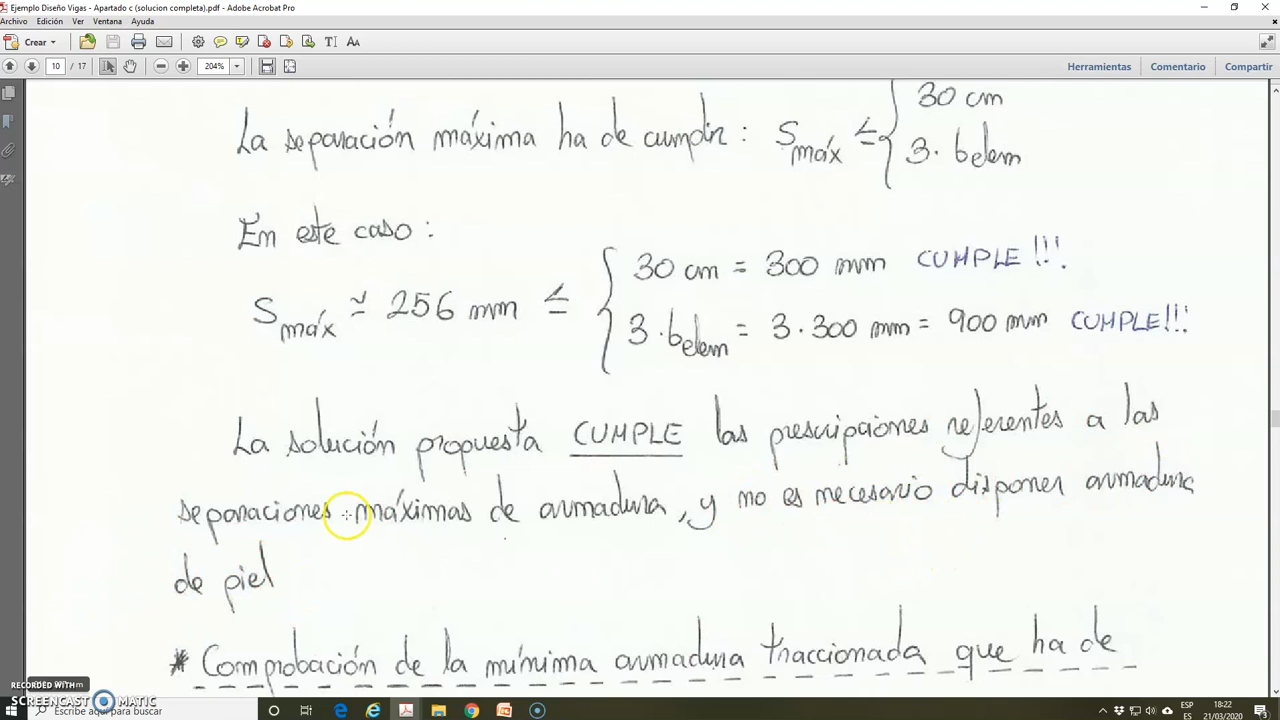 Ejemplo Diseño Vigas - Apartado c (solucion completa).pdf - Adobe Acrobat Pro
Archivo Edición Ver Ventana Ayuda
Crear
10 / 17 204% Herramientas Comentario Compartir
30 cm
La separación máxima ha de cumplir : Smáx ≤
3 · belem
En este caso :
30 cm = 300 mm CUMPLE !!!
Smáx ≃ 256 mm ≤
3 · belem = 3 · 300 mm = 900 mm CUMPLE!!!
La solución propuesta CUMPLE las prescripciones referentes a las
separaciones máximas de armadura, y no es necesario disponer armadura
de piel
* Comprobación de la mínima armadura traccionada que ha de
RECORDED WITH
SCREENCAST MATIC
Escribe aquí para buscar
ESP 18:22
ES 21/03/2020